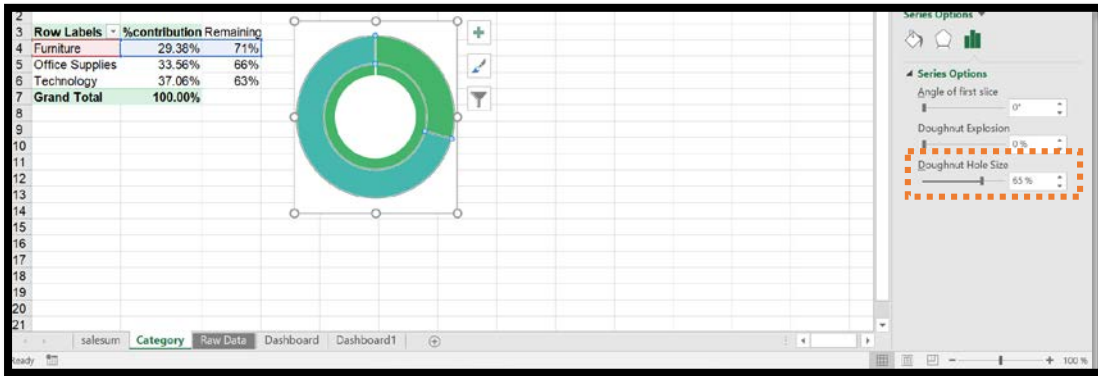 Series Options
2
3 Row Labels %contribution Remaining
4 Furniture 29.38% 71%
5 Office Supplies 33.56% 66%
6 Technology 37.06% 63%
7 Grand Total 100.00%
8
9
10
11
12
13
14
15
16
17
18
19
20
21
Series Options
Angle of first slice
0°
Doughnut Explosion
0 %
Doughnut Hole Size
65 %
salesum Category Raw Data Dashboard Dashboard1
100 %